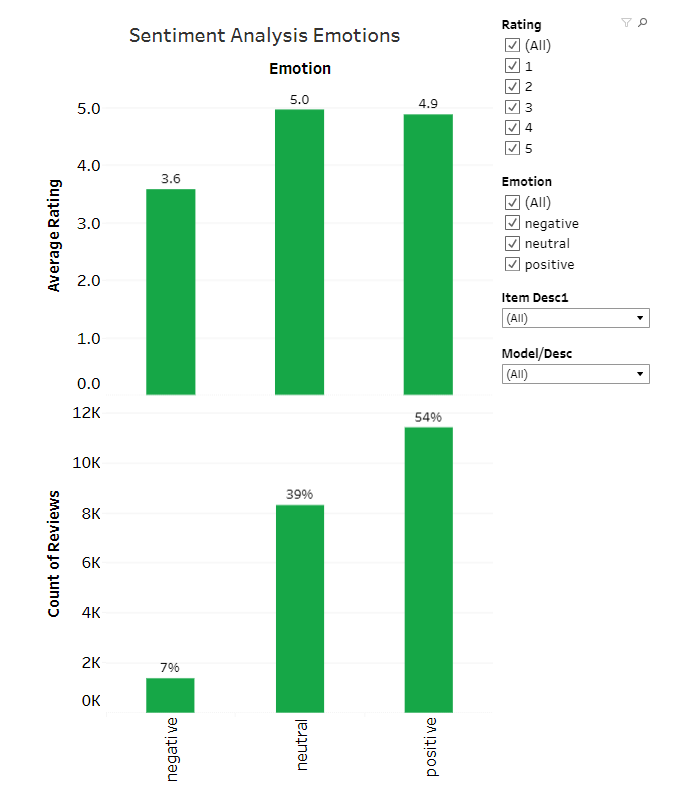 Sentiment Analysis Emotions
Emotion
5.0
4.0
3.0
2.0
1.0
0.0
Average Rating
3.6
5.0
4.9
12K
10K
8K
6K
4K
2K
0K
Count of Reviews
7%
39%
54%
negative
neutral
positive
Rating
(All)
1
2
3
4
5
Emotion
(All)
negative
neutral
positive
Item Desc1
(All)
Model/Desc
(All)